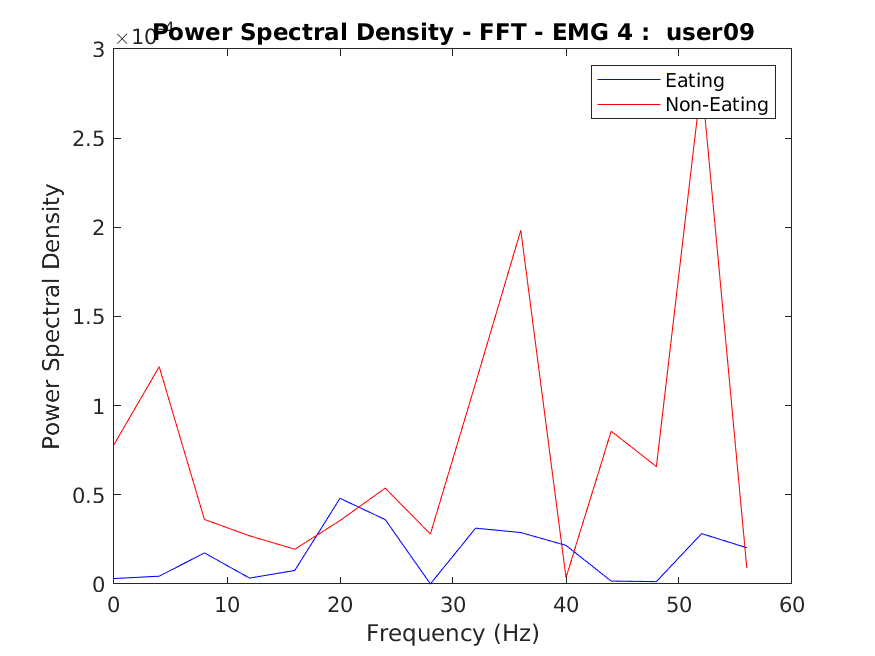 Power Spectral Density - FFT - EMG 4 : user09
×10
Eating
Non-Eating
3
2.5
2
1.5
1
0.5
0
Power Spectral Density
0 10 20 30 40 50 60
Frequency (Hz)